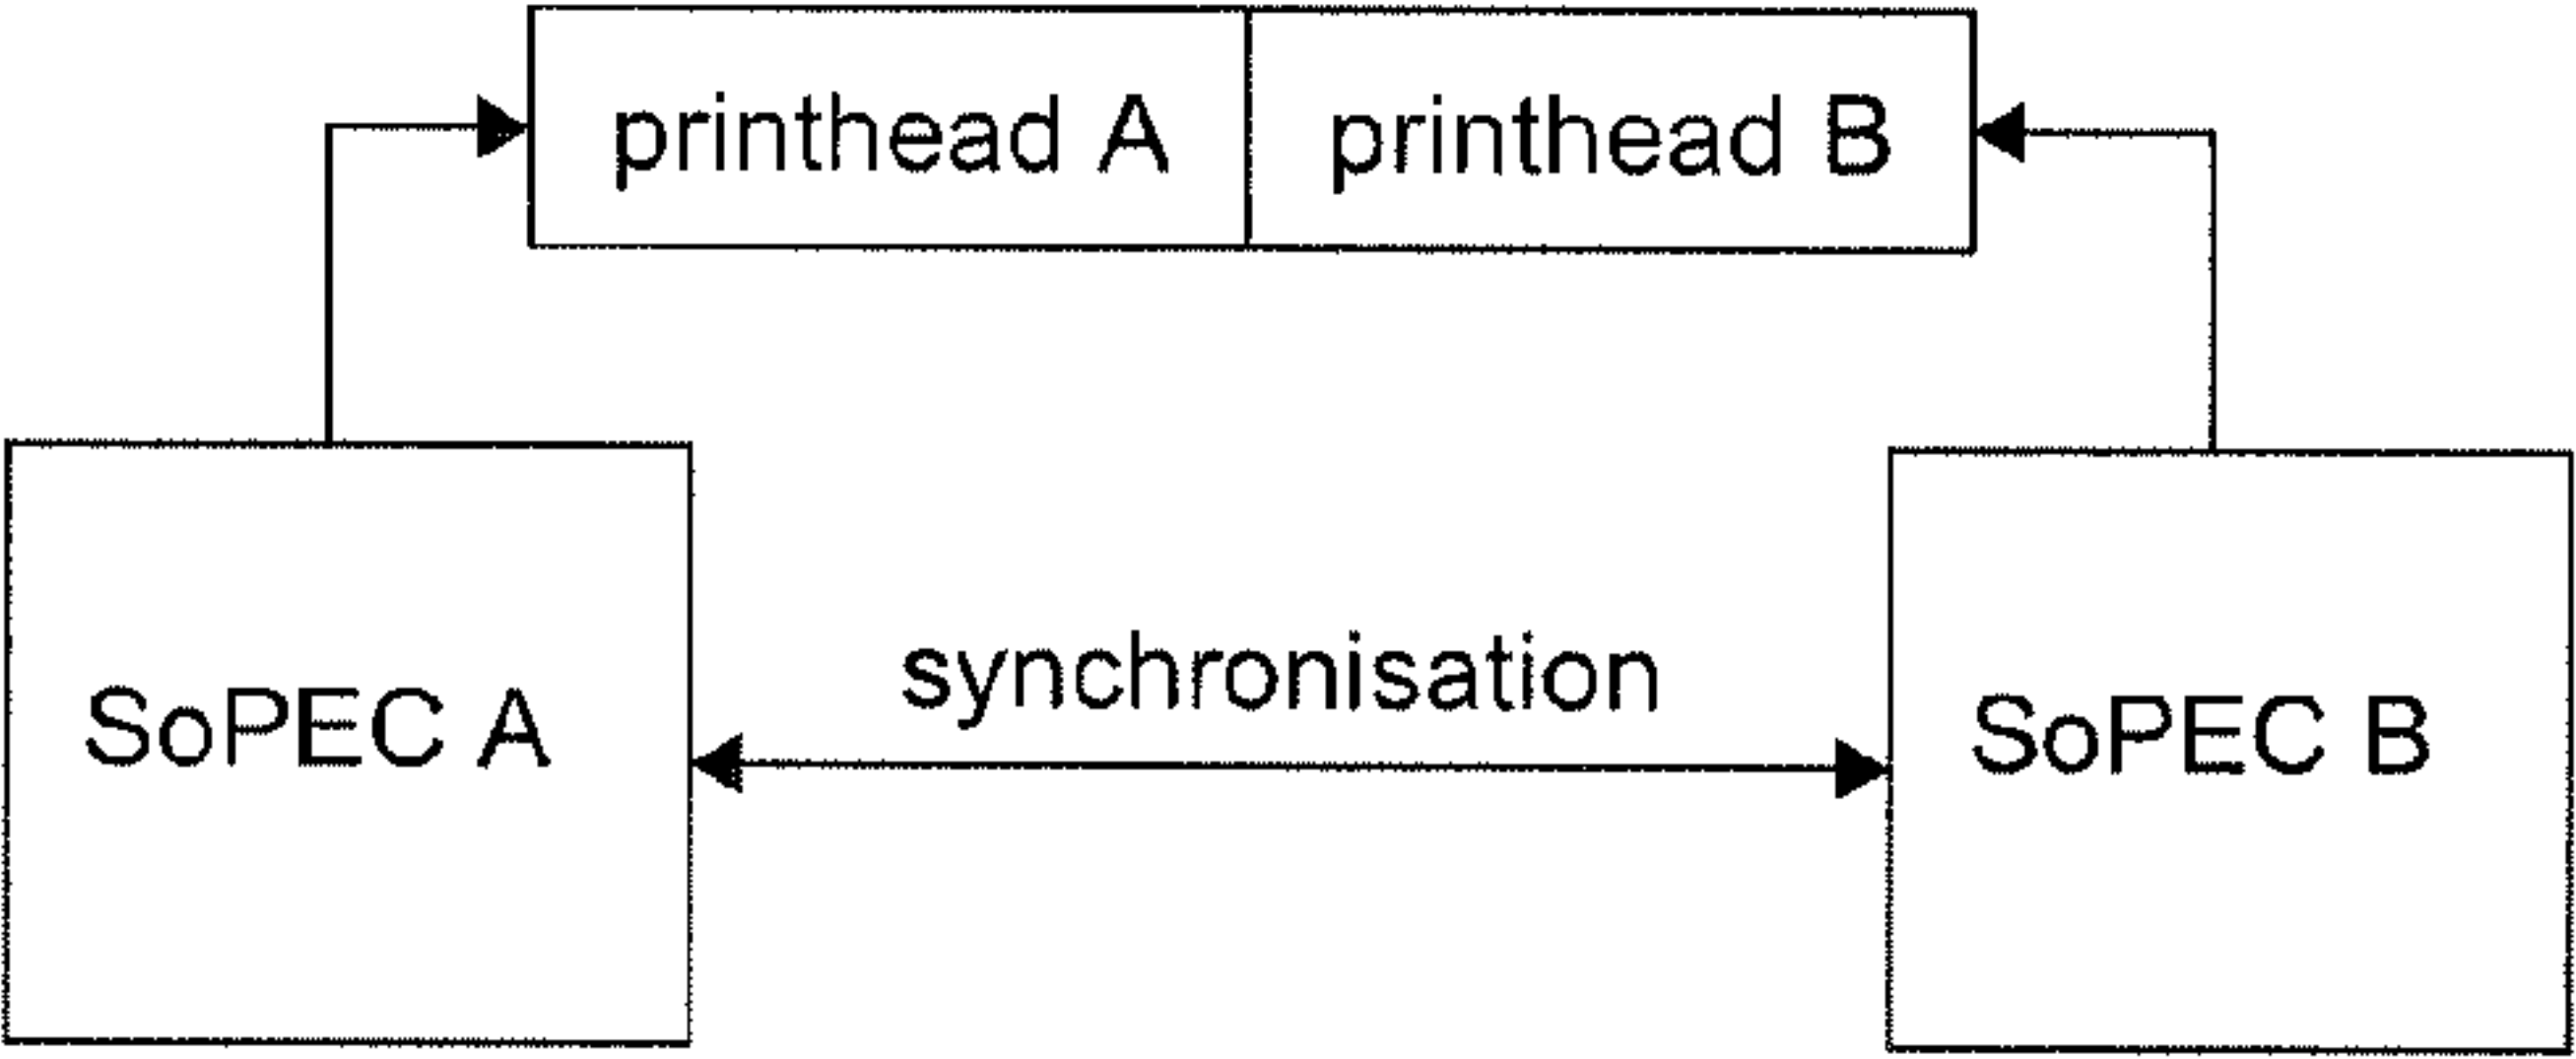 printhead A
printhead B
synchronisation
SoPEC A
SoPEC B